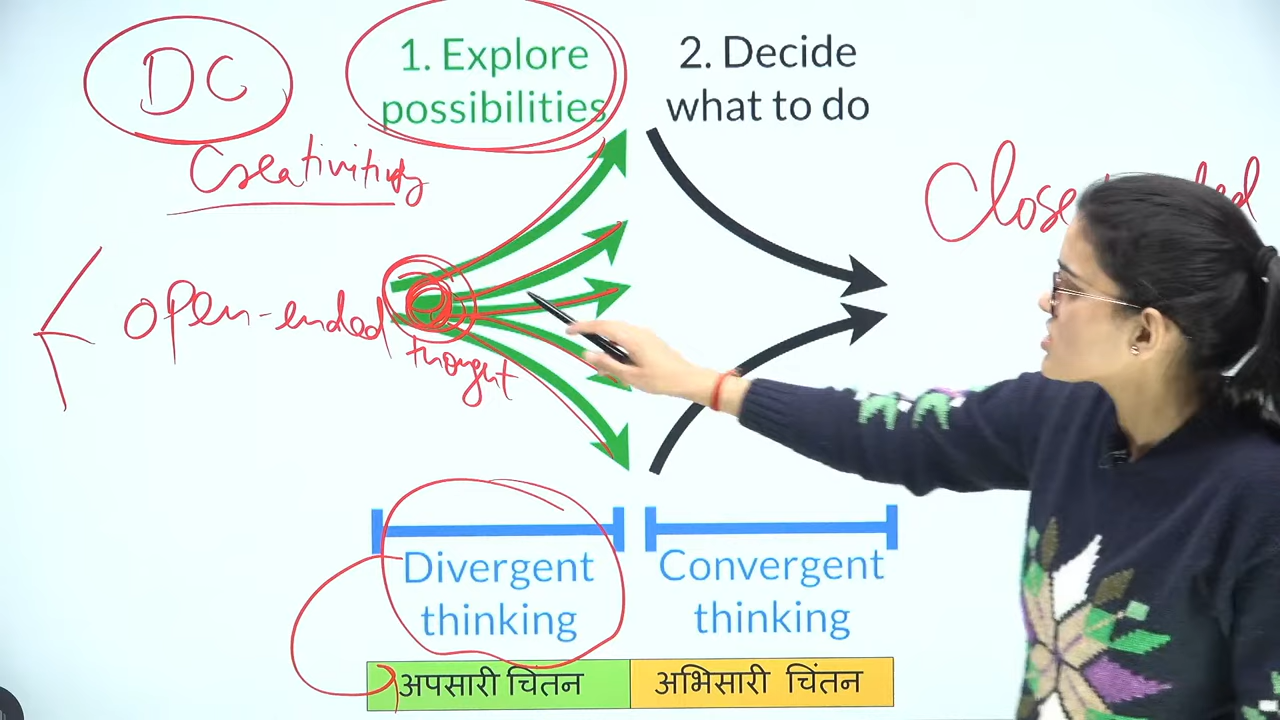 DC
Creativity
1. Explore
possibilities
2. Decide
what to do
open-ended
thought
Divergent
thinking
Convergent
thinking
अपसारी चिंतन
अभिसारी चिंतन